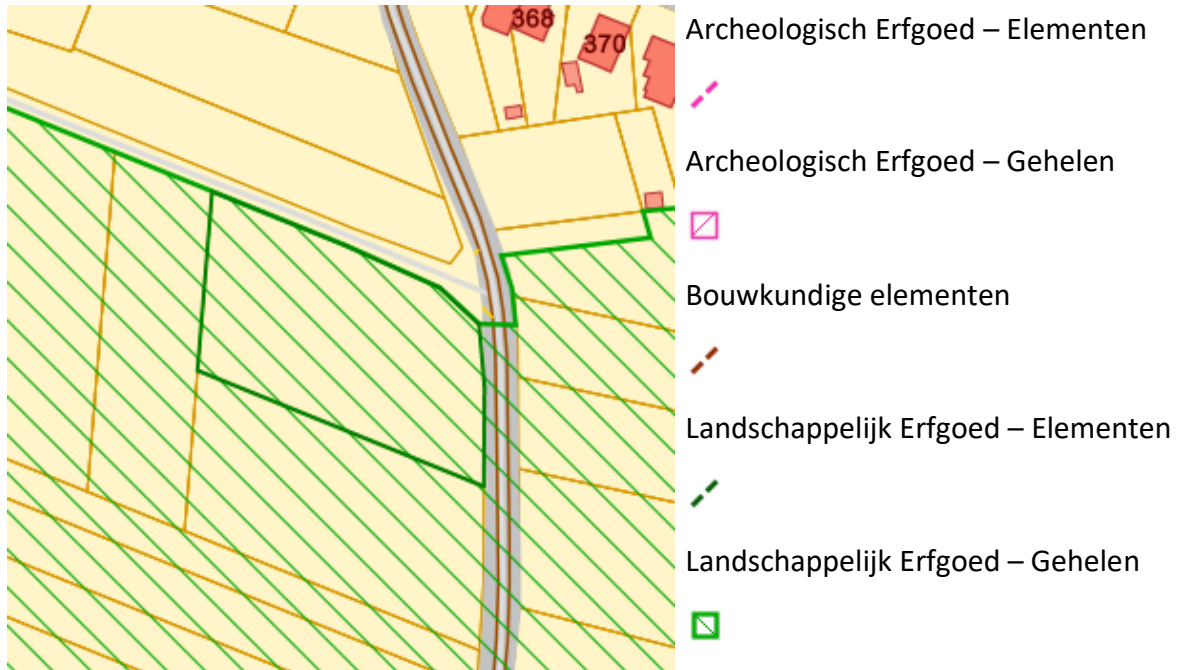 368
370
Archeologisch Erfgoed – Elementen
Archeologisch Erfgoed – Gehelen
Bouwkundige elementen
Landschappelijk Erfgoed – Elementen
Landschappelijk Erfgoed – Gehelen